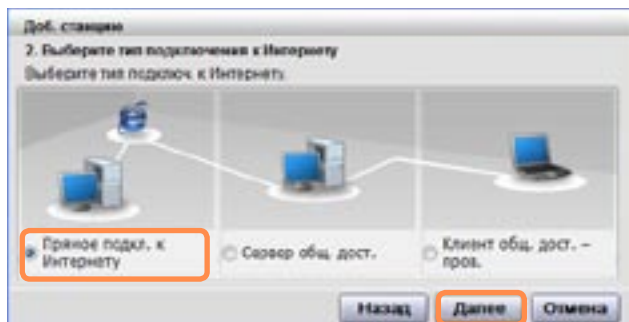 Доб. станцию
2. Выберите тип подключения к Интернету
Выберите тип подключ. к Интернету.
Прямое подкл. к
Интернету
Сервер общ. дост.
Клиент общ. дост. –
пров.
Назад
Далее
Отмена